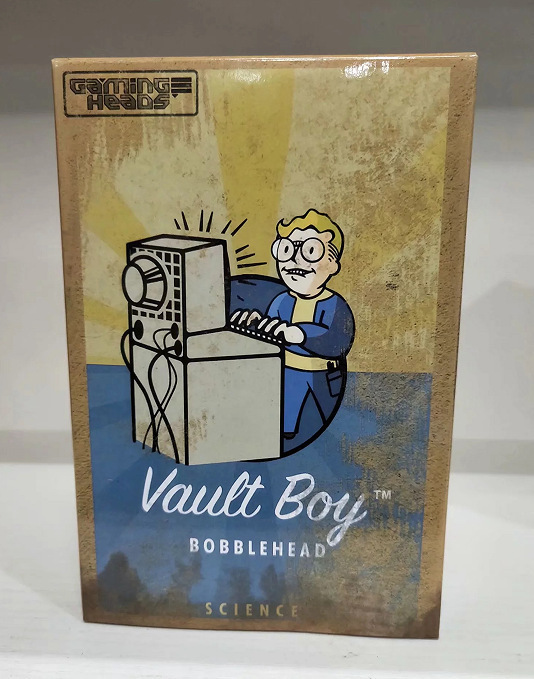 GAMING
HEADS
Vault Boy™
BOBBLEHEAD
SCIENCE